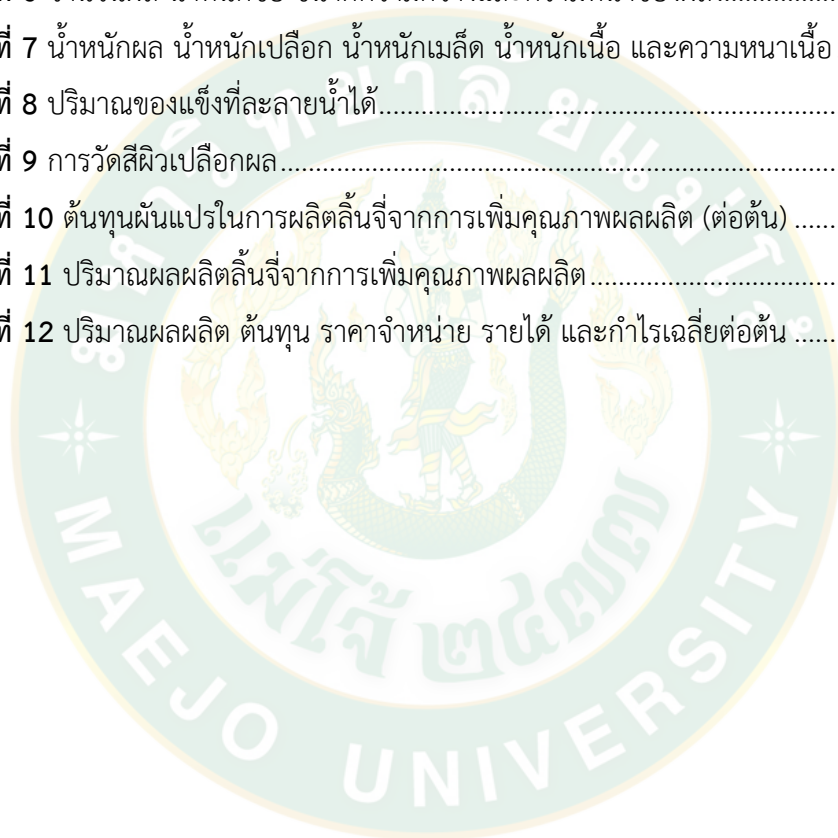 ที่ 7 น้ำหนักผล น้ำหนักเปลือก น้ำหนักเมล็ด น้ำหนักเนื้อ และความหนาเนื้อ
ที่ 8 ปริมาณของแข็งที่ละลายน้ำได้
ที่ 9 การวัดสีผิวเปลือกผล
ที่ 10 ต้นทุนผันแปรในการผลิตลิ้นจี่จากการเพิ่มคุณภาพผลผลิต (ต่อต้น)
ที่ 11 ปริมาณผลผลิตลิ้นจี่จากการเพิ่มคุณภาพผลผลิต
ที่ 12 ปริมาณผลผลิต ต้นทุน ราคาจำหน่าย รายได้ และกำไรเฉลี่ยต่อต้น
แม่โจ้ ๒๔๗๗
MAEJO UNIVERSITY